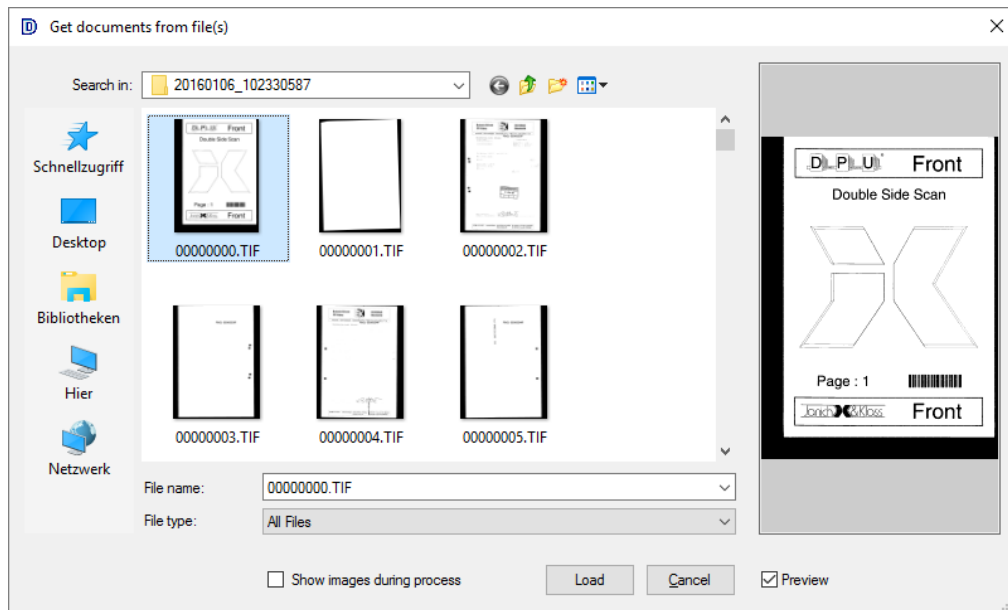 Get documents from file(s)
Search in: 20160106_102330587
Schnellzugriff
Desktop
Bibliotheken
Hier
Netzwerk
00000000.TIF 00000001.TIF 00000002.TIF
00000003.TIF 00000004.TIF 00000005.TIF
File name: 00000000.TIF
File type: All Files
Show images during process Load Cancel Preview
D P U Front
Double Side Scan
Page : 1
Janich & Klass Front